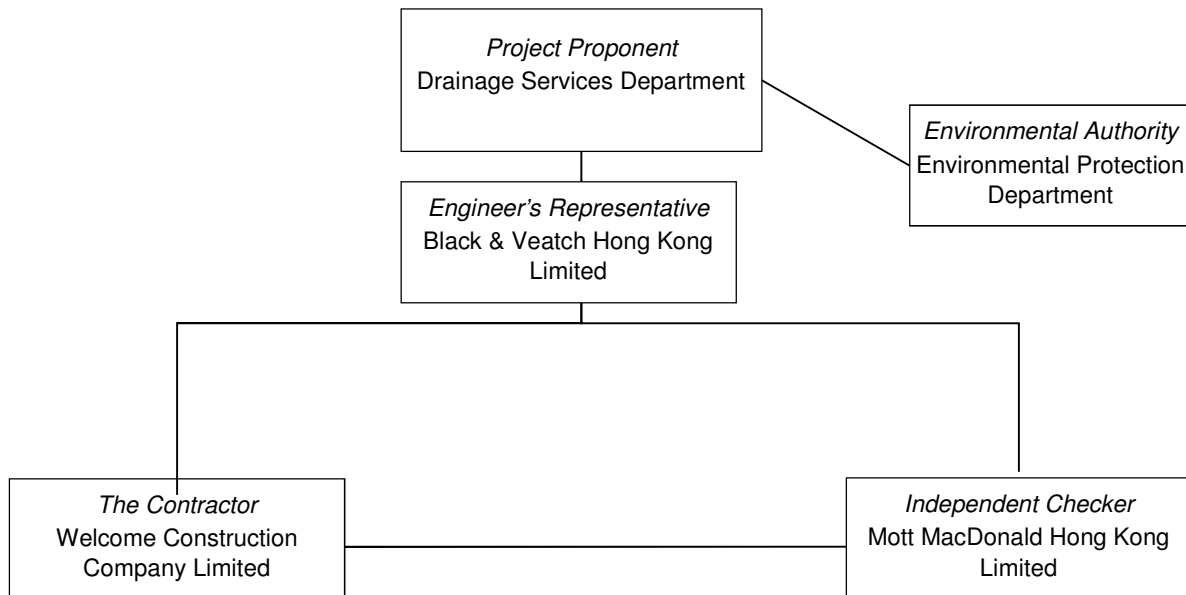 Project Proponent
Drainage Services Department
Environmental Authority
Environmental Protection
Department
Engineer's Representative
Black & Veatch Hong Kong
Limited
The Contractor
Welcome Construction
Company Limited
Independent Checker
Mott MacDonald Hong Kong
Limited